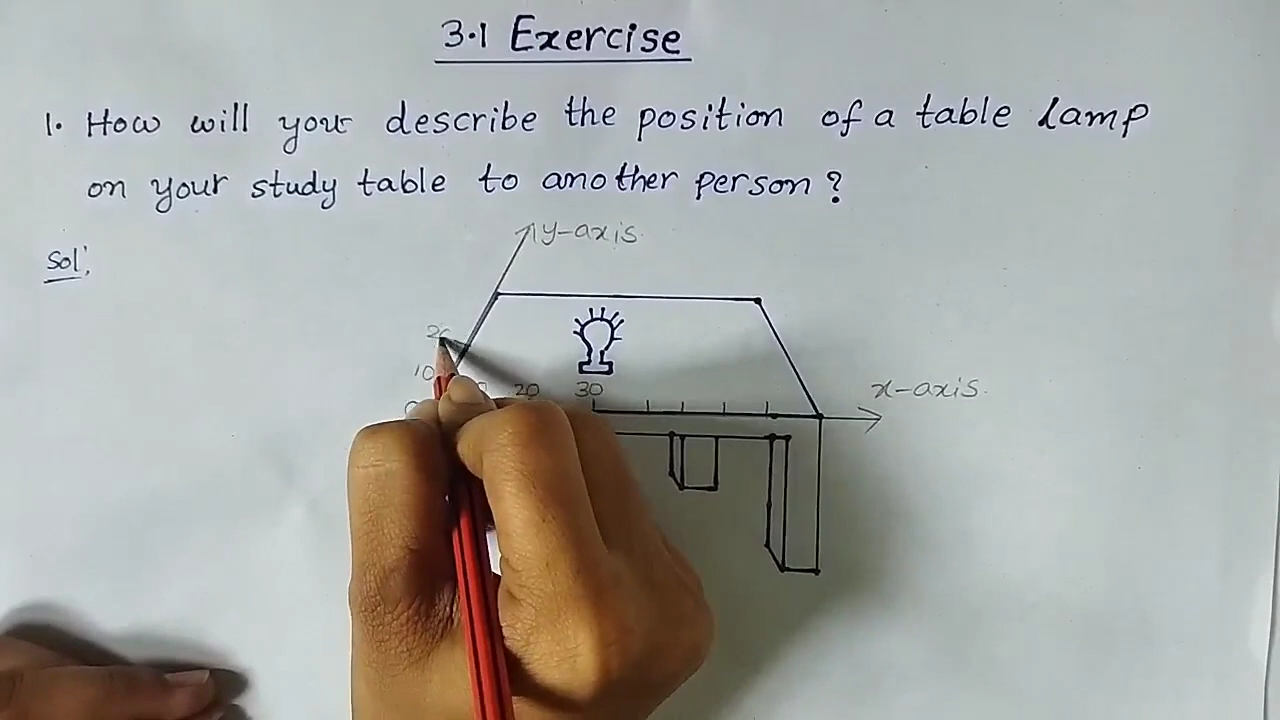 3.1 Exercise
1. How will your describe the position of a table lamp
on your study table to another person?
Sol:
y-axis.
10
20 30
x-axis.